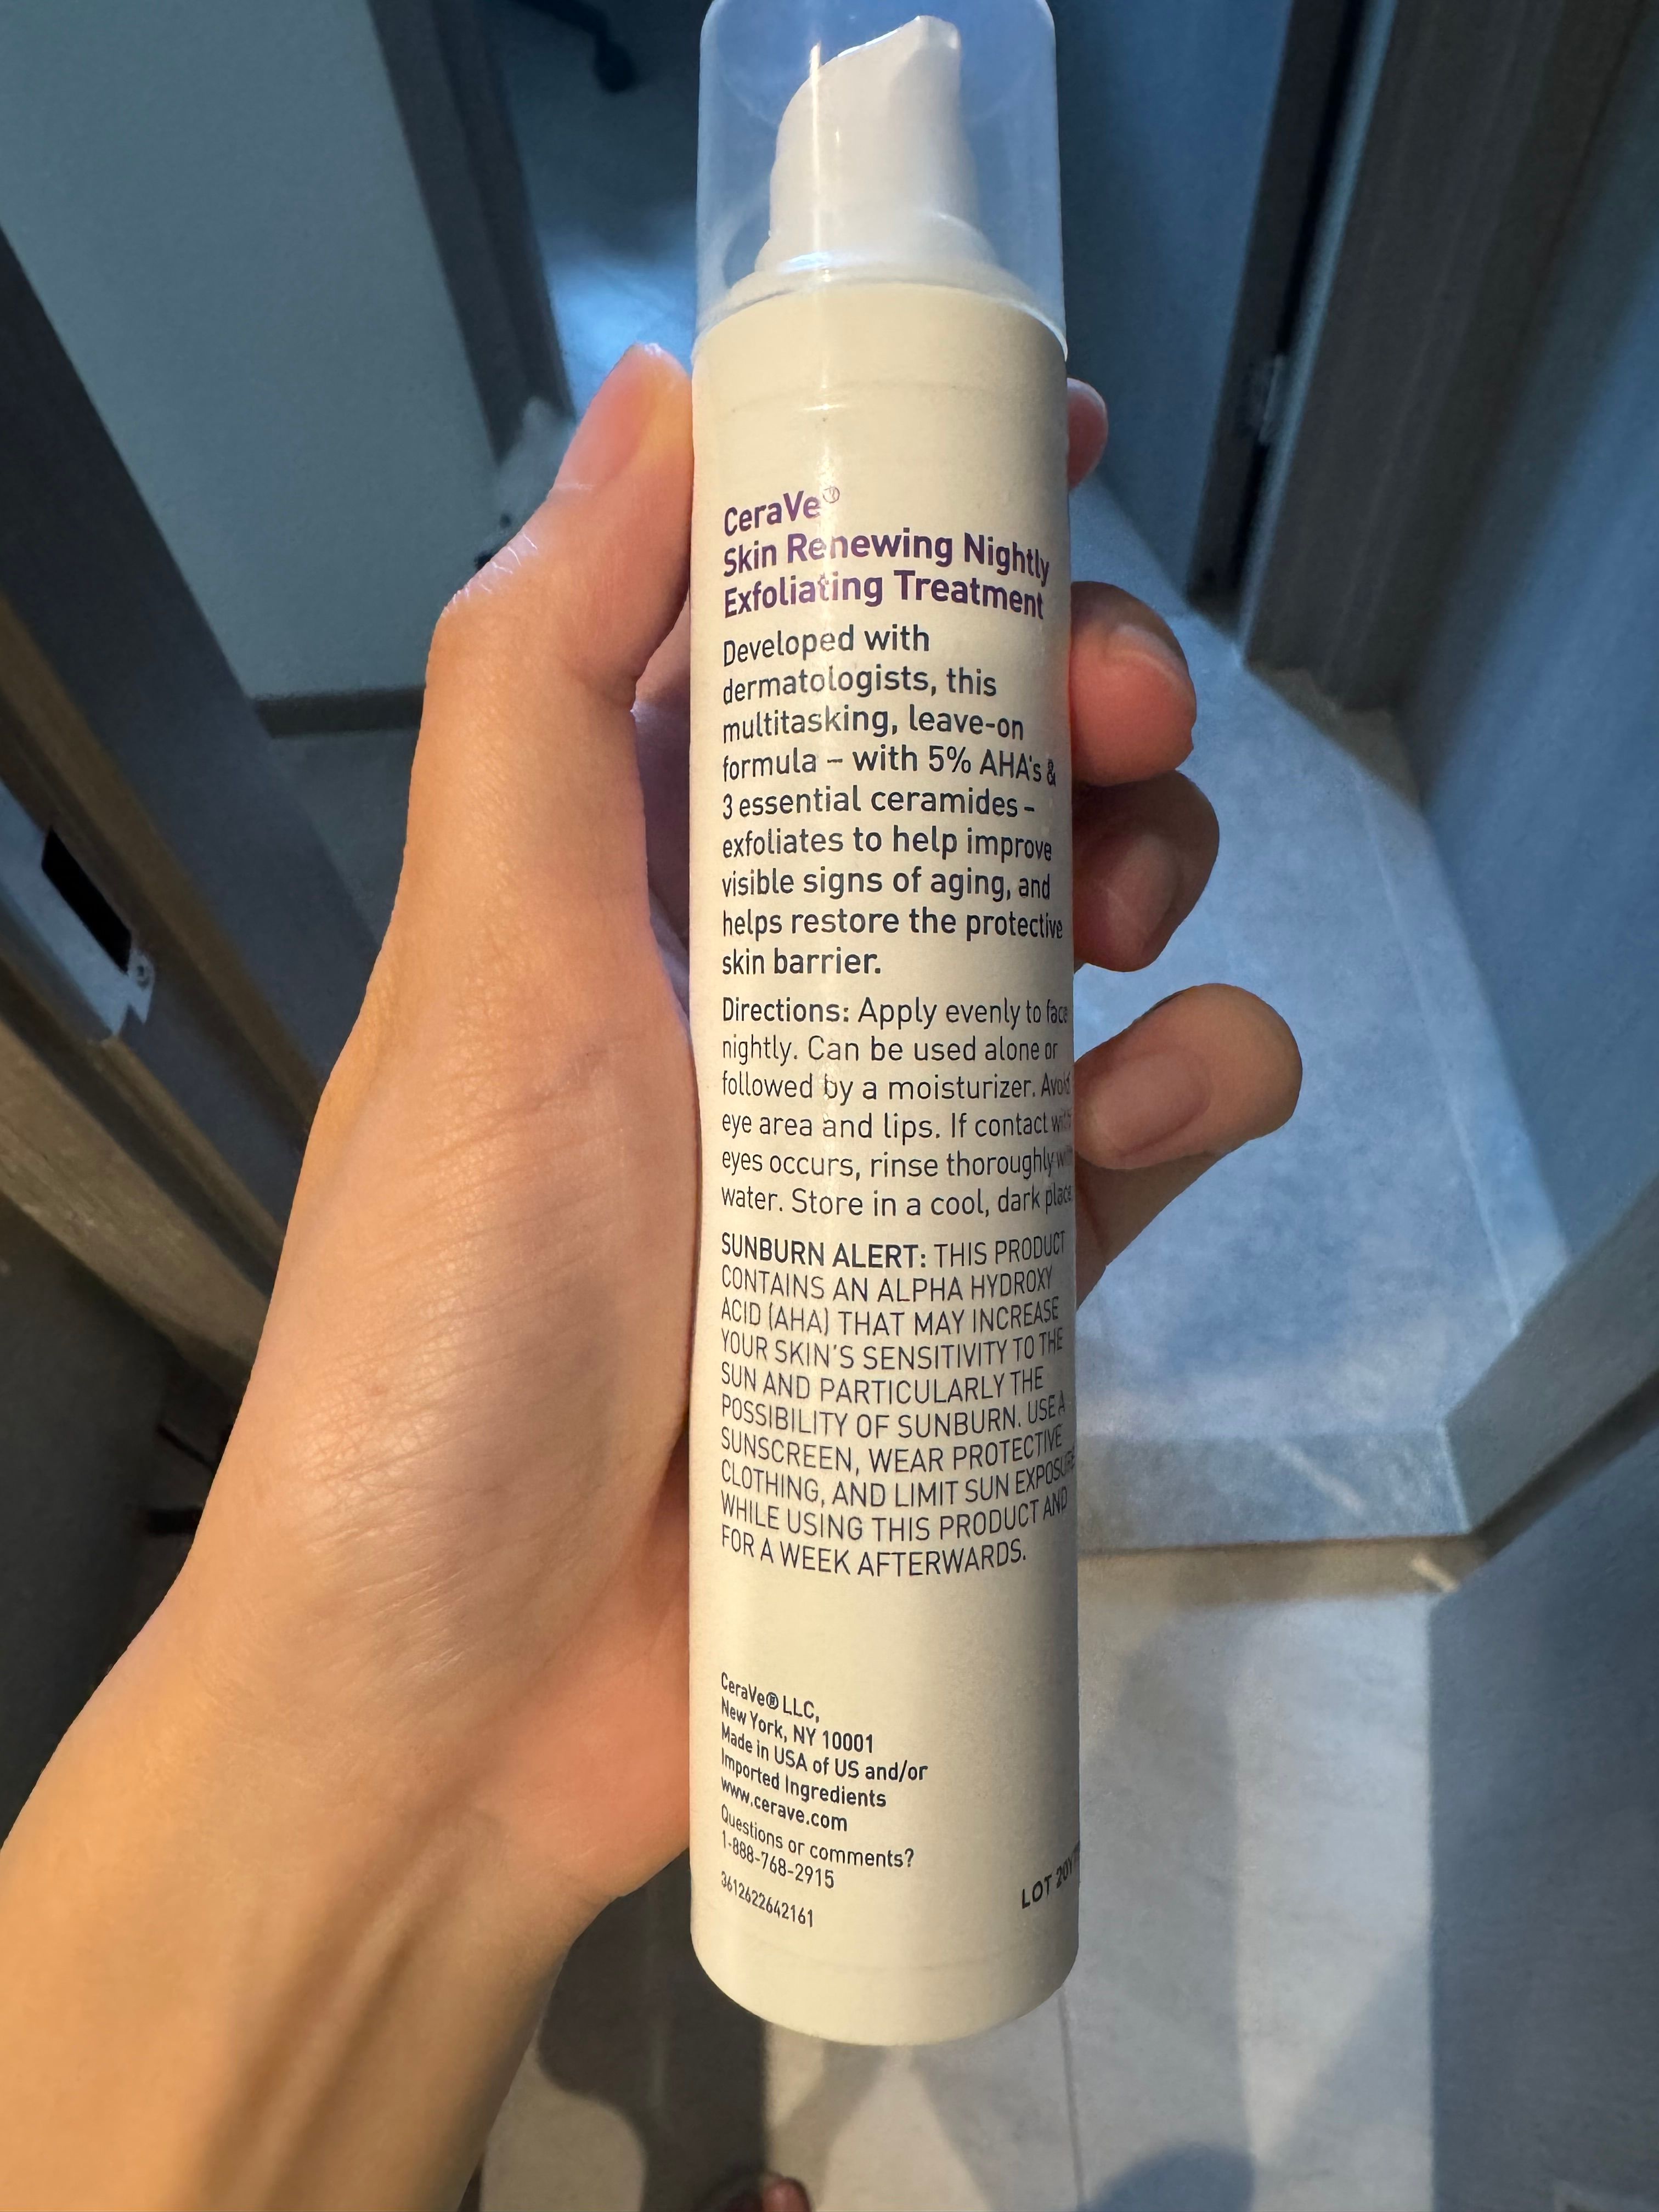 CeraVe®
Skin Renewing Nightly
Exfoliating Treatment
Developed with
dermatologists, this
multitasking, leave-on
formula – with 5% AHA's &
3 essential ceramides –
exfoliates to help improve
visible signs of aging, and
helps restore the protective
skin barrier.
Directions: Apply evenly to face
nightly. Can be used alone or
followed by a moisturizer. Avoid
eye area and lips. If contact with
eyes occurs, rinse thoroughly with
water. Store in a cool, dark place
SUNBURN ALERT: THIS PRODUCT
CONTAINS AN ALPHA HYDROXY
ACID (AHA) THAT MAY INCREASE
YOUR SKIN'S SENSITIVITY TO THE
SUN AND PARTICULARLY THE
POSSIBILITY OF SUNBURN. USE A
SUNSCREEN, WEAR PROTECTIVE
CLOTHING, AND LIMIT SUN EXPOSURE
WHILE USING THIS PRODUCT AND
FOR A WEEK AFTERWARDS.
CeraVe® LLC,
New York, NY 10001
Made in USA of US and/or
Imported Ingredients
www.cerave.com
Questions or comments?
1-888-768-2915
3612622642161
LOT